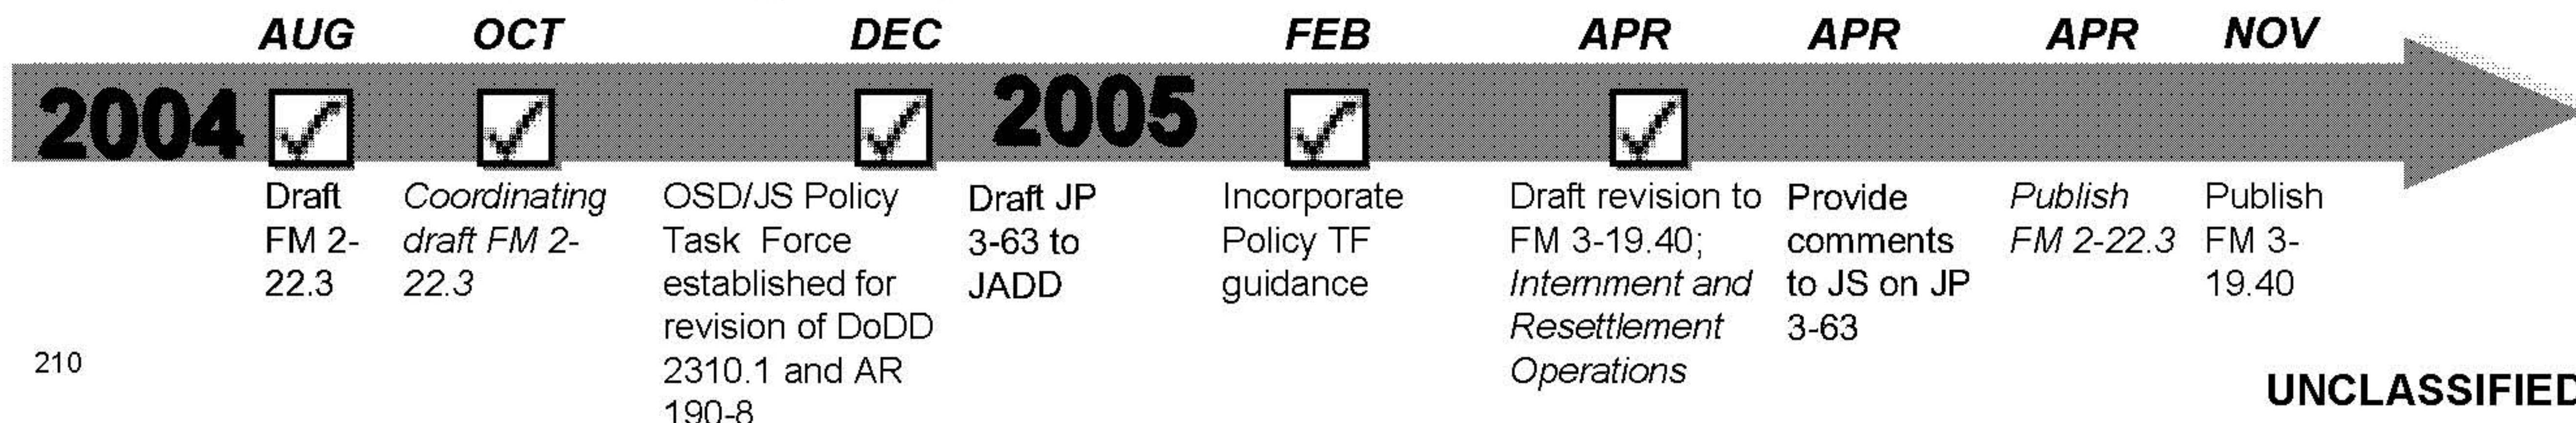 AUG OCT DEC FEB APR APR APR NOV
2004 2005
Draft
FM 2-
22.3
Coordinating
draft FM 2-
22.3
OSD/JS Policy
Task Force
established for
revision of DoDD
2310.1 and AR
190-8
Draft JP
3-63 to
JADD
Incorporate
Policy TF
guidance
Draft revision to
FM 3-19.40;
Internment and
Resettlement
Operations
Provide
comments
to JS on JP
3-63
Publish
FM 2-22.3
Publish
FM 3-
19.40
210
UNCLASSIFIED